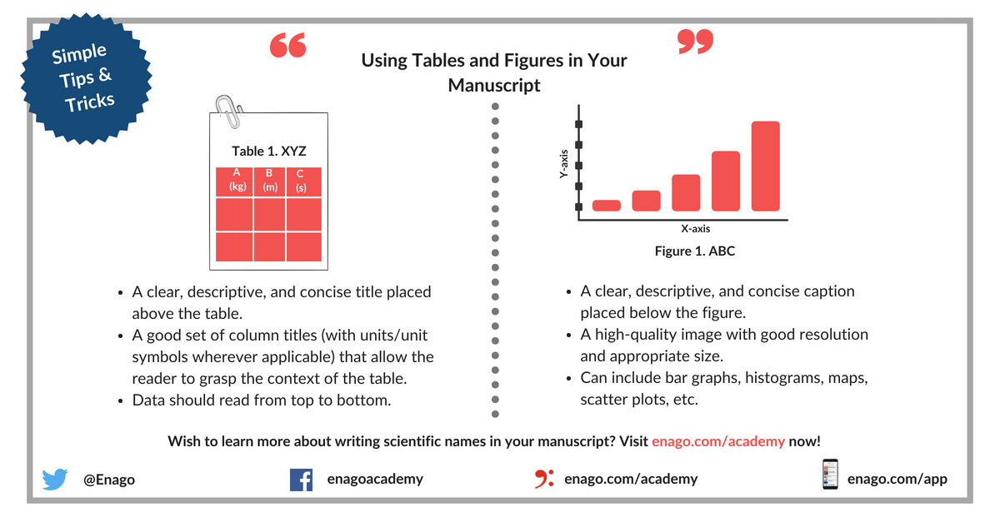 Simple
Tips &
Tricks
Using Tables and Figures in Your
Manuscript
Table 1. XYZ
A B C
(kg) (m) (s)
• A clear, descriptive, and concise title placed
above the table.
• A good set of column titles (with units/unit
symbols wherever applicable) that allow the
reader to grasp the context of the table.
• Data should read from top to bottom.
Y-axis
X-axis
Figure 1. ABC
• A clear, descriptive, and concise caption
placed below the figure.
• A high-quality image with good resolution
and appropriate size.
• Can include bar graphs, histograms, maps,
scatter plots, etc.
Wish to learn more about writing scientific names in your manuscript? Visit enago.com/academy now!
@Enago
enagoacademy
enago.com/academy
enago.com/app